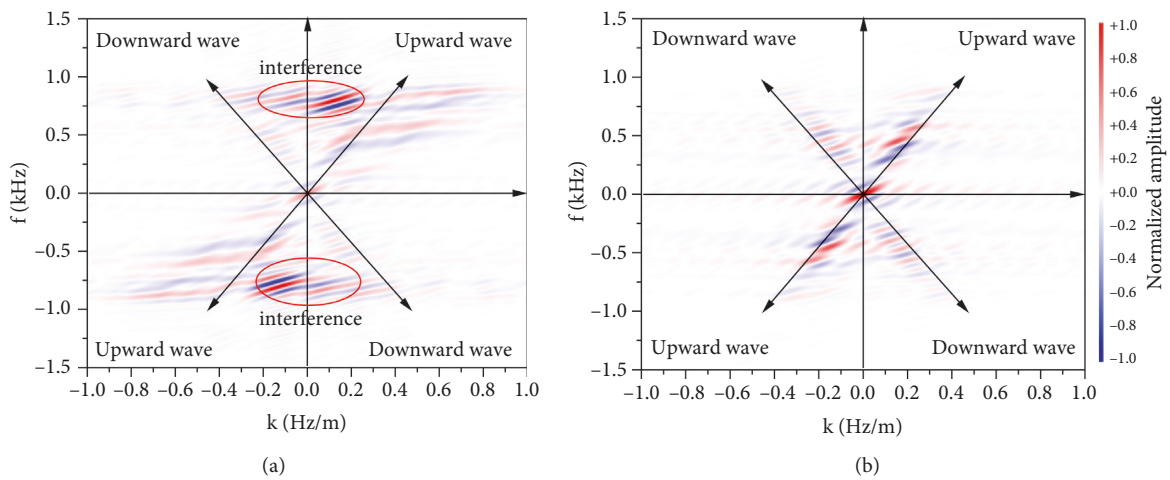 1.5
1.0
0.5
0.0
−0.5
−1.0
−1.5
f (kHz)
Downward wave
Upward wave
interference
interference
Upward wave
Downward wave
−1.0 −0.8 −0.6 −0.4 −0.2 0.0 0.2 0.4 0.6 0.8 1.0
k (Hz/m)
(a)
1.5
1.0
0.5
0.0
−0.5
−1.0
−1.5
f (kHz)
Downward wave
Upward wave
Upward wave
Downward wave
−1.0 −0.8 −0.6 −0.4 −0.2 0.0 0.2 0.4 0.6 0.8 1.0
k (Hz/m)
(b)
+1.0
+0.8
+0.6
+0.4
+0.2
+0.0
−0.2
−0.4
−0.6
−0.8
−1.0
Normalized amplitude